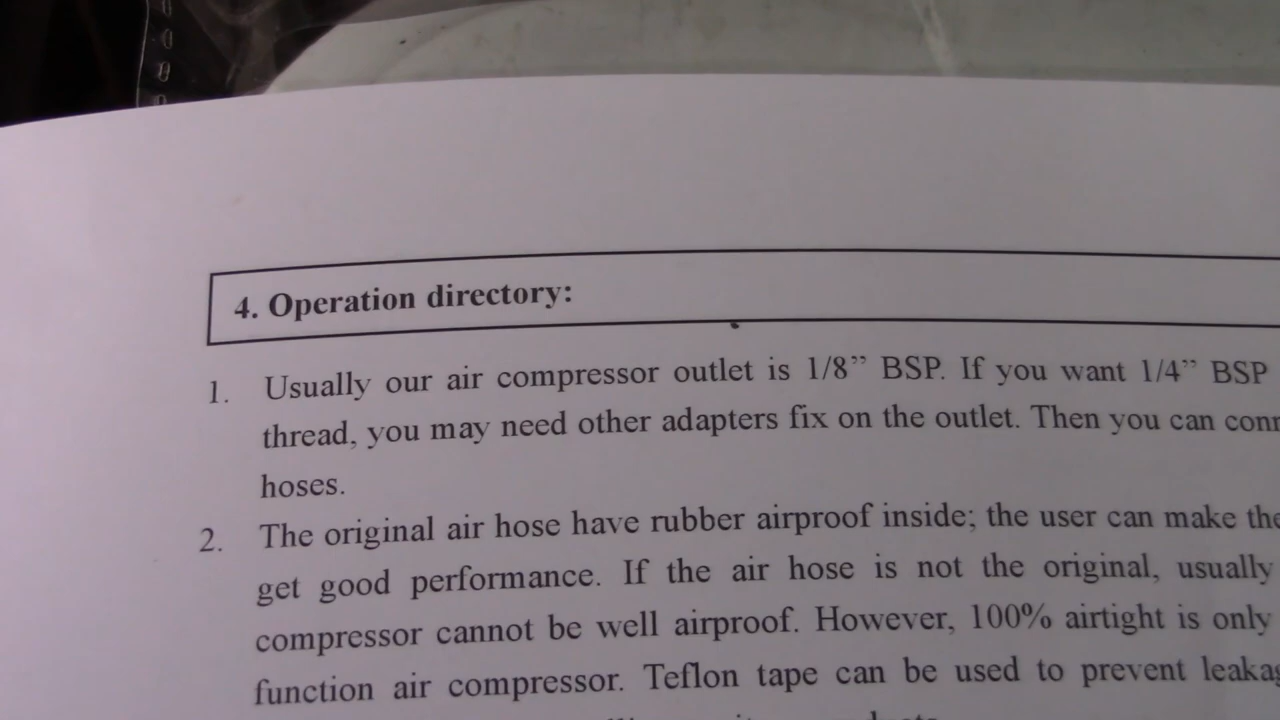 4. Operation directory:
1. Usually our air compressor outlet is 1/8” BSP. If you want 1/4” BSP
thread, you may need other adapters fix on the outlet. Then you can
hoses.
2. The original air hose have rubber airproof inside; the user can make the
get good performance. If the air hose is not the original, usually
compressor cannot be well airproof. However, 100% airtight is only
function air compressor. Teflon tape can be used to prevent